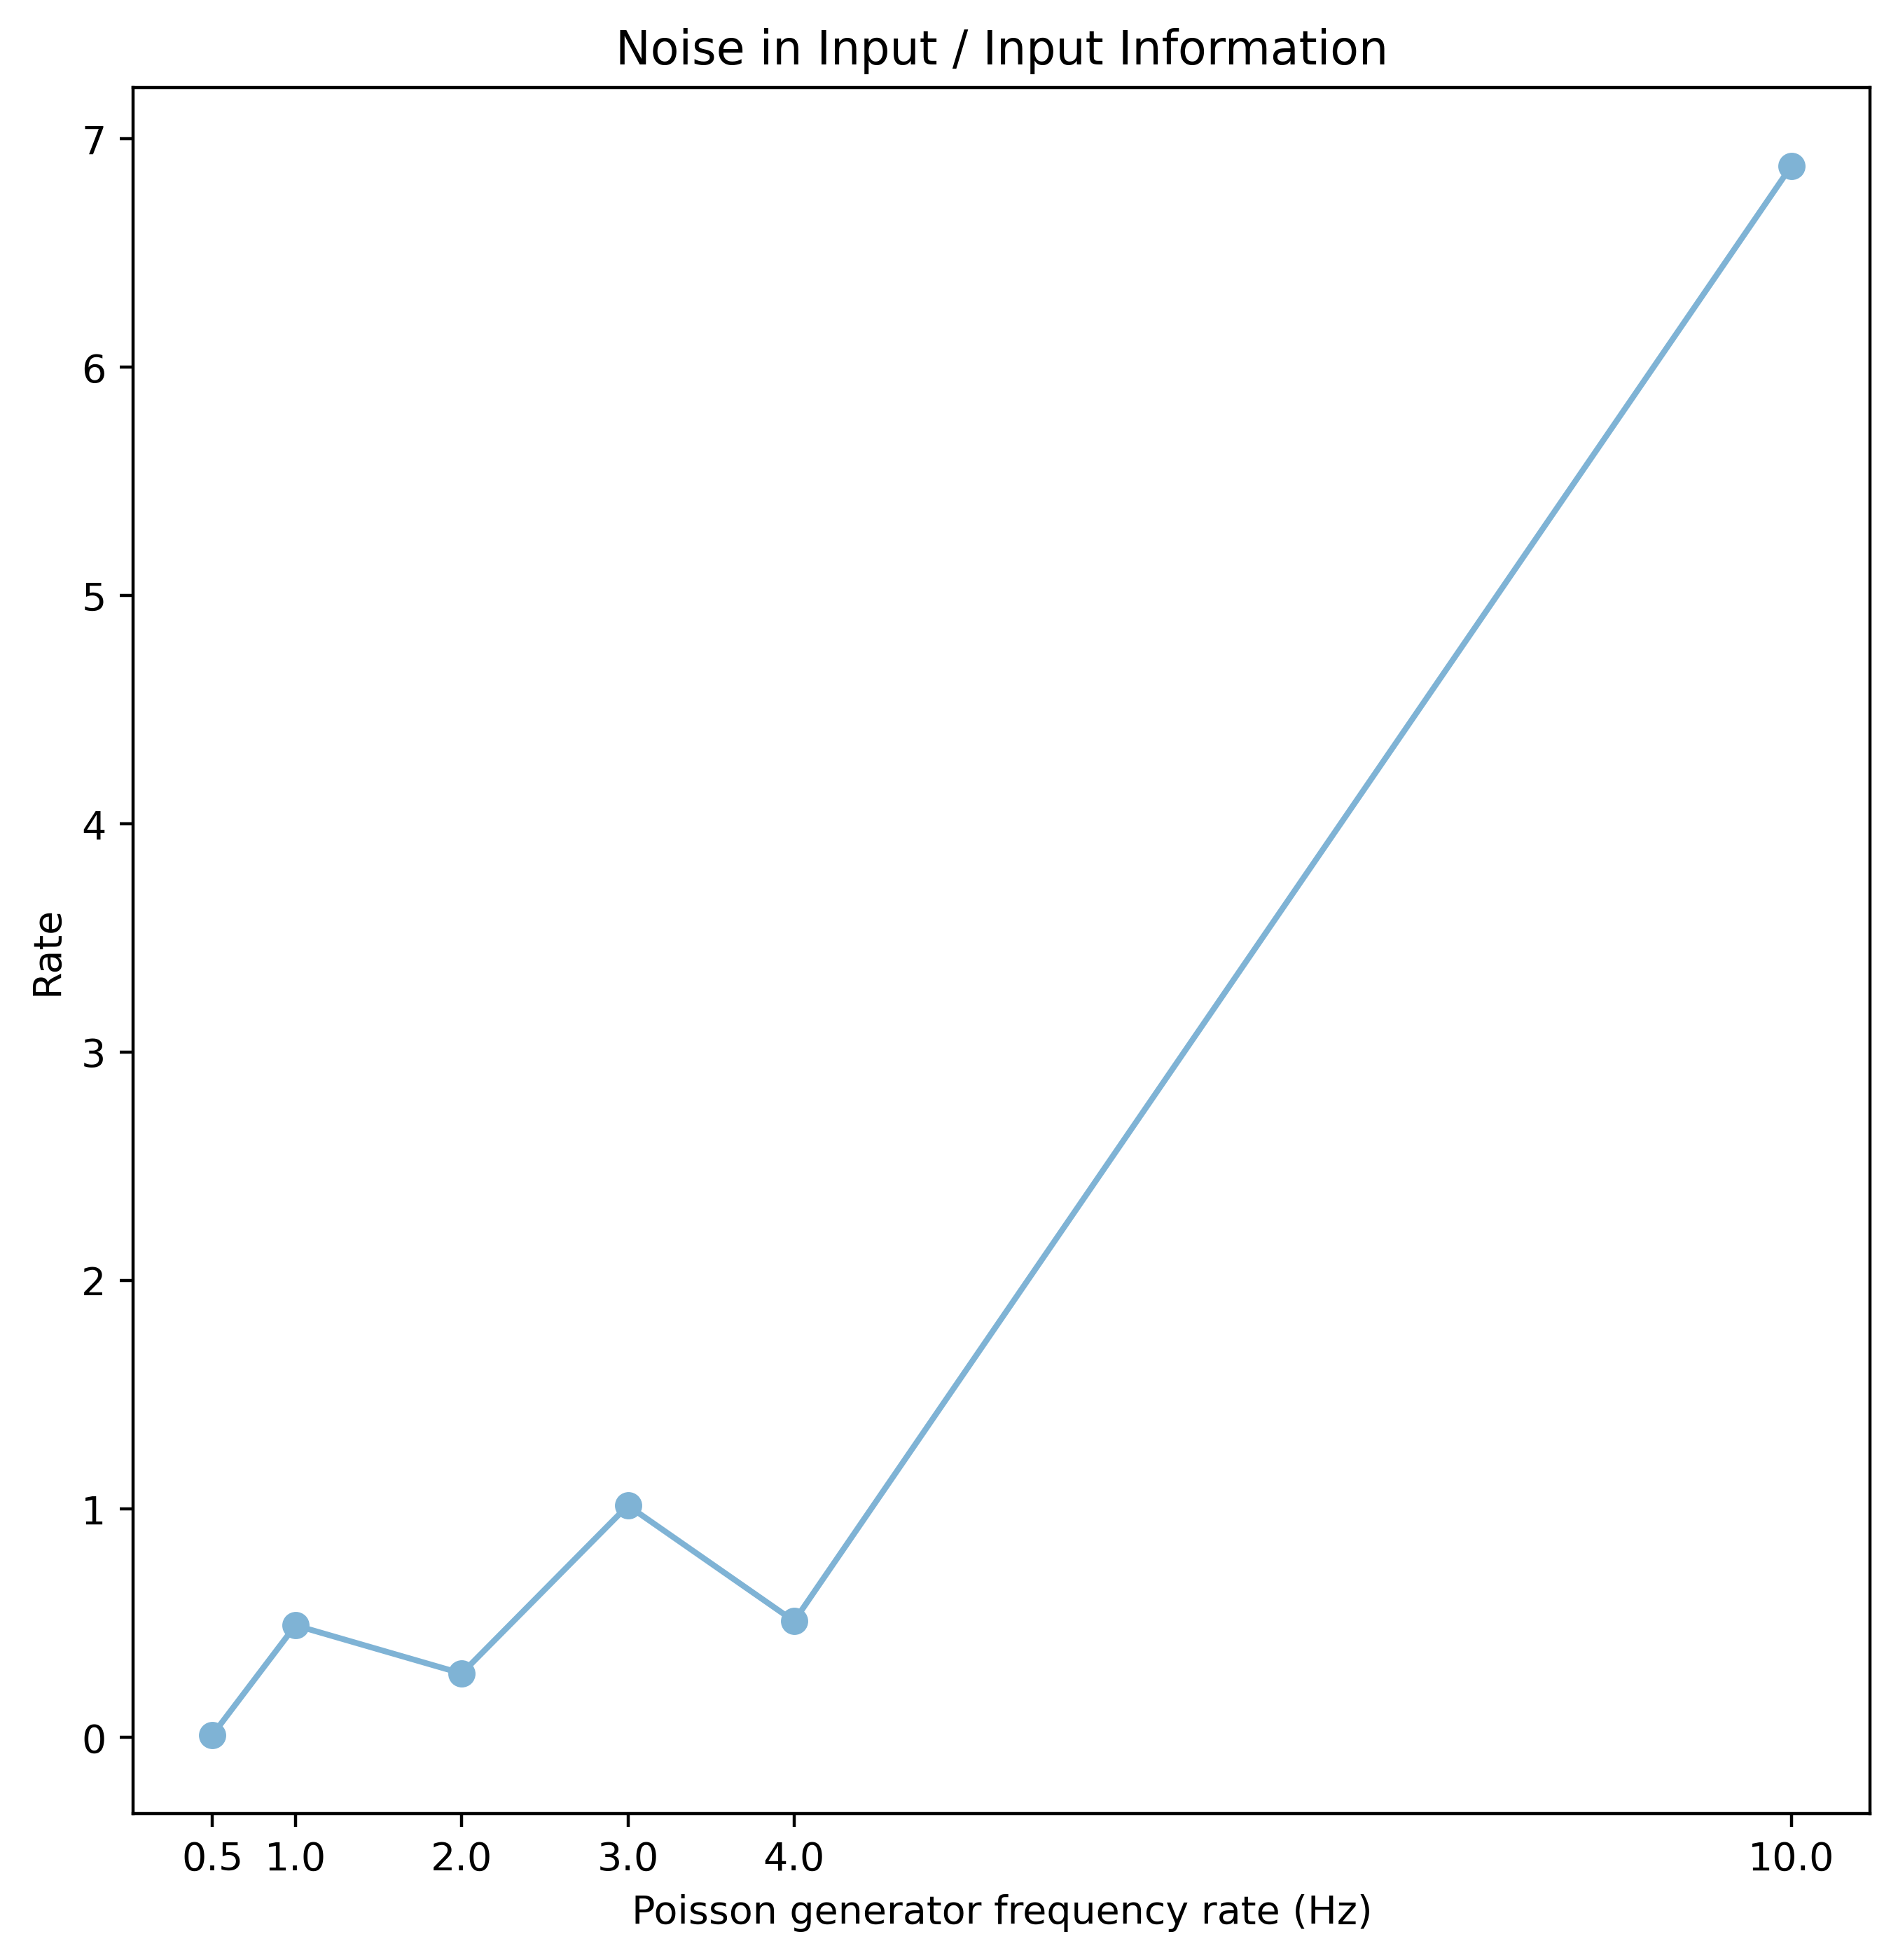 Noise in Input / Input Information
7
6
5
4
3
2
1
0
Rate
0.5 1.0 2.0 3.0 4.0 10.0
Poisson generator frequency rate (Hz)